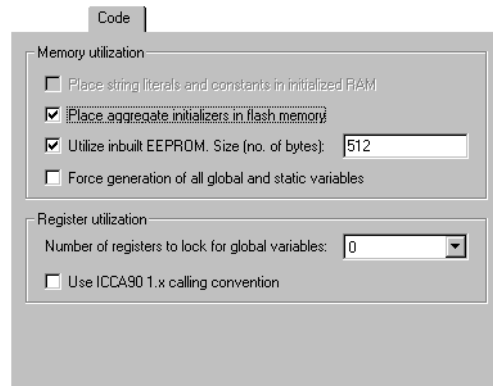 Code
Memory utilization
Place string literals and constants in initialized RAM
Place aggregate initializers in flash memory
Utilize inbuilt EEPROM. Size (no. of bytes): 512
Force generation of all global and static variables
Register utilization
Number of registers to lock for global variables: 0
Use ICCA90 1.x calling convention